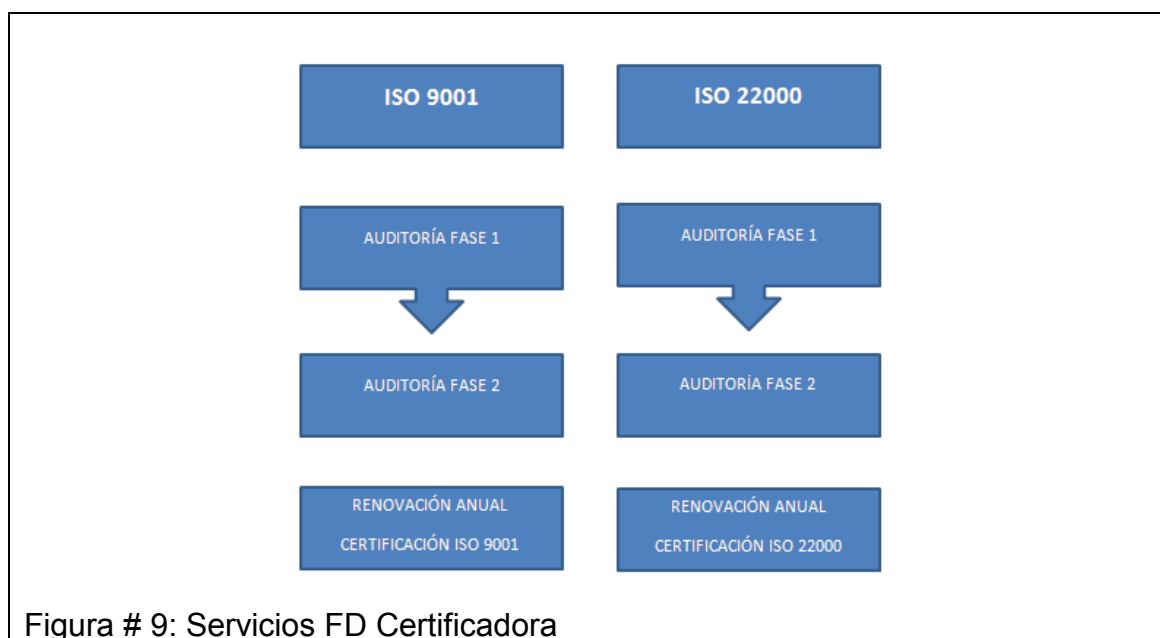 ISO 9001
ISO 22000
AUDITORÍA FASE 1
AUDITORÍA FASE 1
AUDITORÍA FASE 2
AUDITORÍA FASE 2
RENOVACIÓN ANUAL
CERTIFICACIÓN ISO 9001
RENOVACIÓN ANUAL
CERTIFICACIÓN ISO 22000
Figura # 9: Servicios FD Certificadora